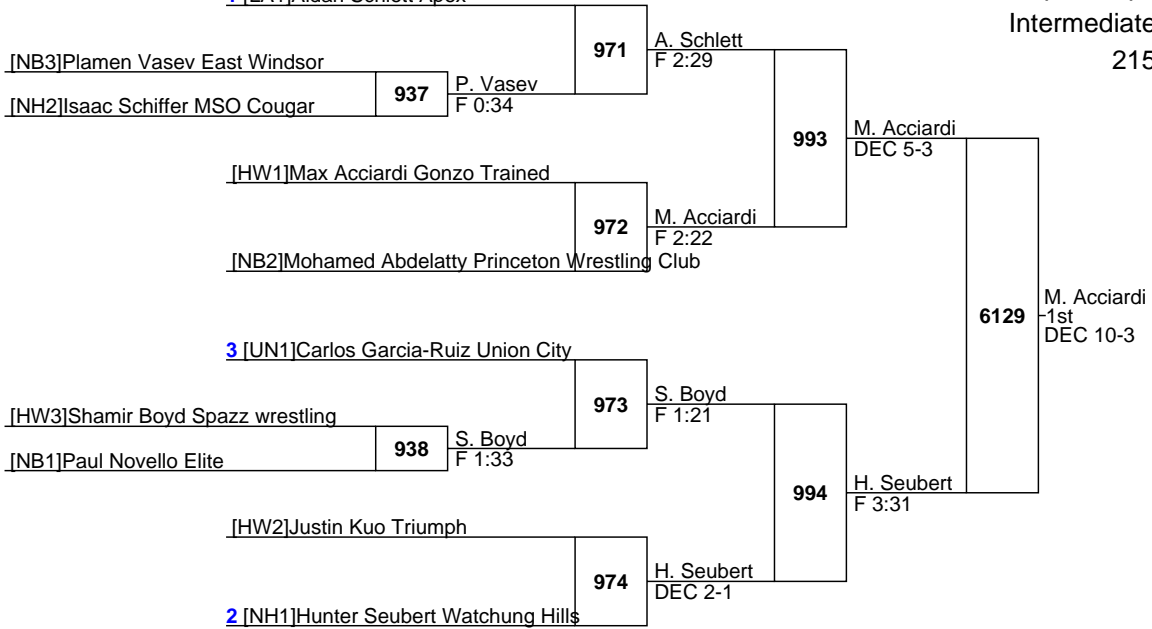 Intermediate
215
971
A. Schlett
F 2:29
[NB3]Plamen Vasev East Windsor
937
P. Vasev
F 0:34
[NH2]Isaac Schiffer MSO Cougar
993
M. Acciardi
DEC 5-3
[HW1]Max Acciardi Gonzo Trained
972
M. Acciardi
F 2:22
[NB2]Mohamed Abdelatty Princeton Wrestling Club
6129
M. Acciardi
1st
DEC 10-3
3 [UN1]Carlos Garcia-Ruiz Union City
973
S. Boyd
F 1:21
[HW3]Shamir Boyd Spazz wrestling
938
S. Boyd
F 1:33
[NB1]Paul Novello Elite
994
H. Seubert
F 3:31
[HW2]Justin Kuo Triumph
974
H. Seubert
DEC 2-1
2 [NH1]Hunter Seubert Watchung Hills